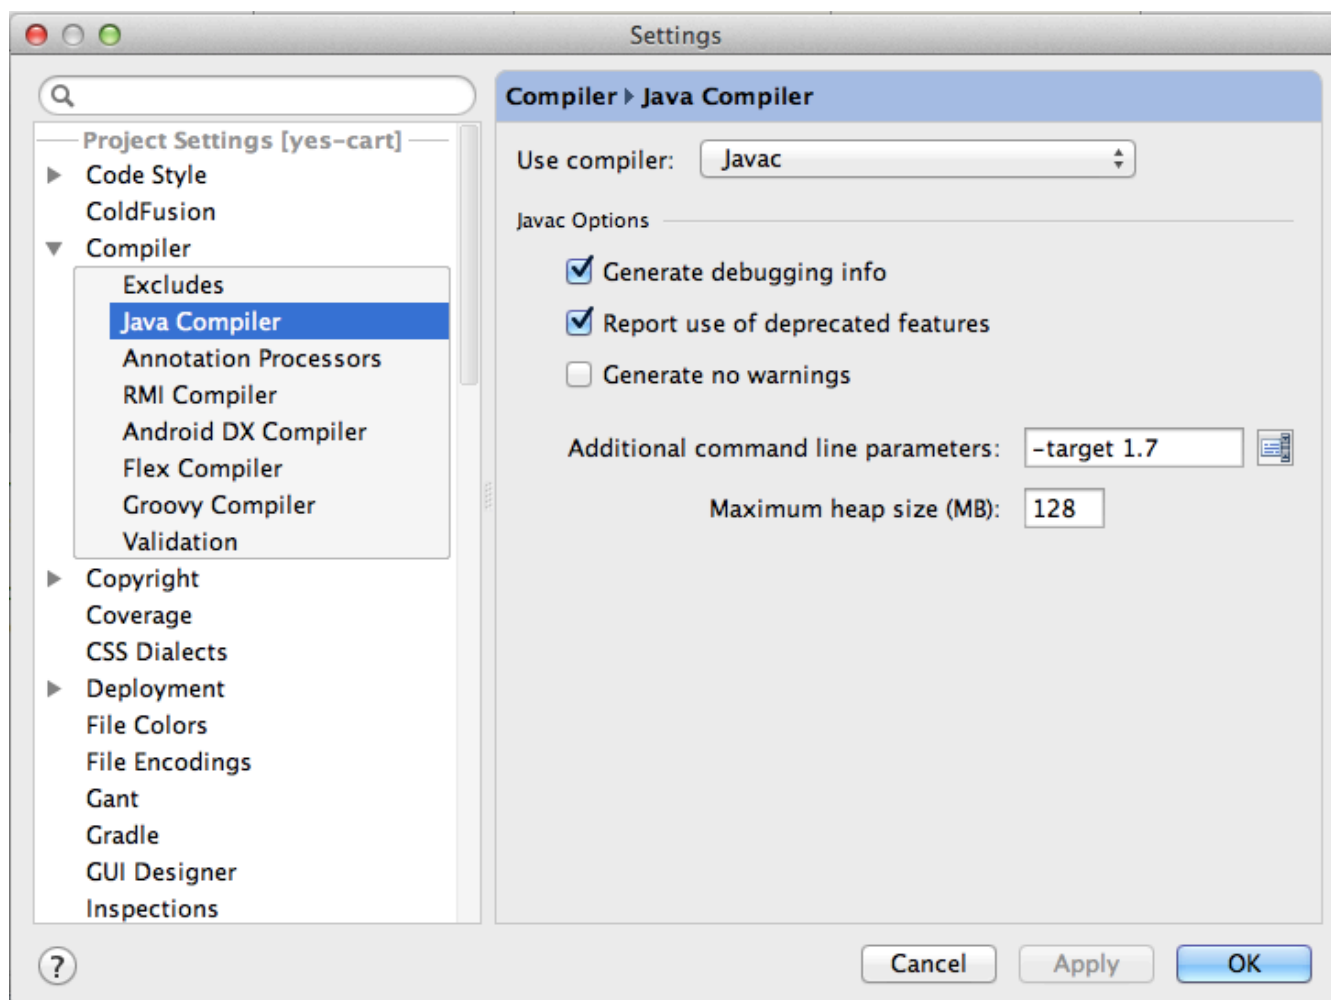 Settings
Project Settings [yes-cart]
Code Style
ColdFusion
Compiler
Excludes
Java Compiler
Annotation Processors
RMI Compiler
Android DX Compiler
Flex Compiler
Groovy Compiler
Validation
Copyright
Coverage
CSS Dialects
Deployment
File Colors
File Encodings
Gant
Gradle
GUI Designer
Inspections
Compiler Java Compiler
Use compiler: Javac
Javac Options
Generate debugging info
Report use of deprecated features
Generate no warnings
Additional command line parameters: -target 1.7
Maximum heap size (MB): 128
? Cancel Apply OK